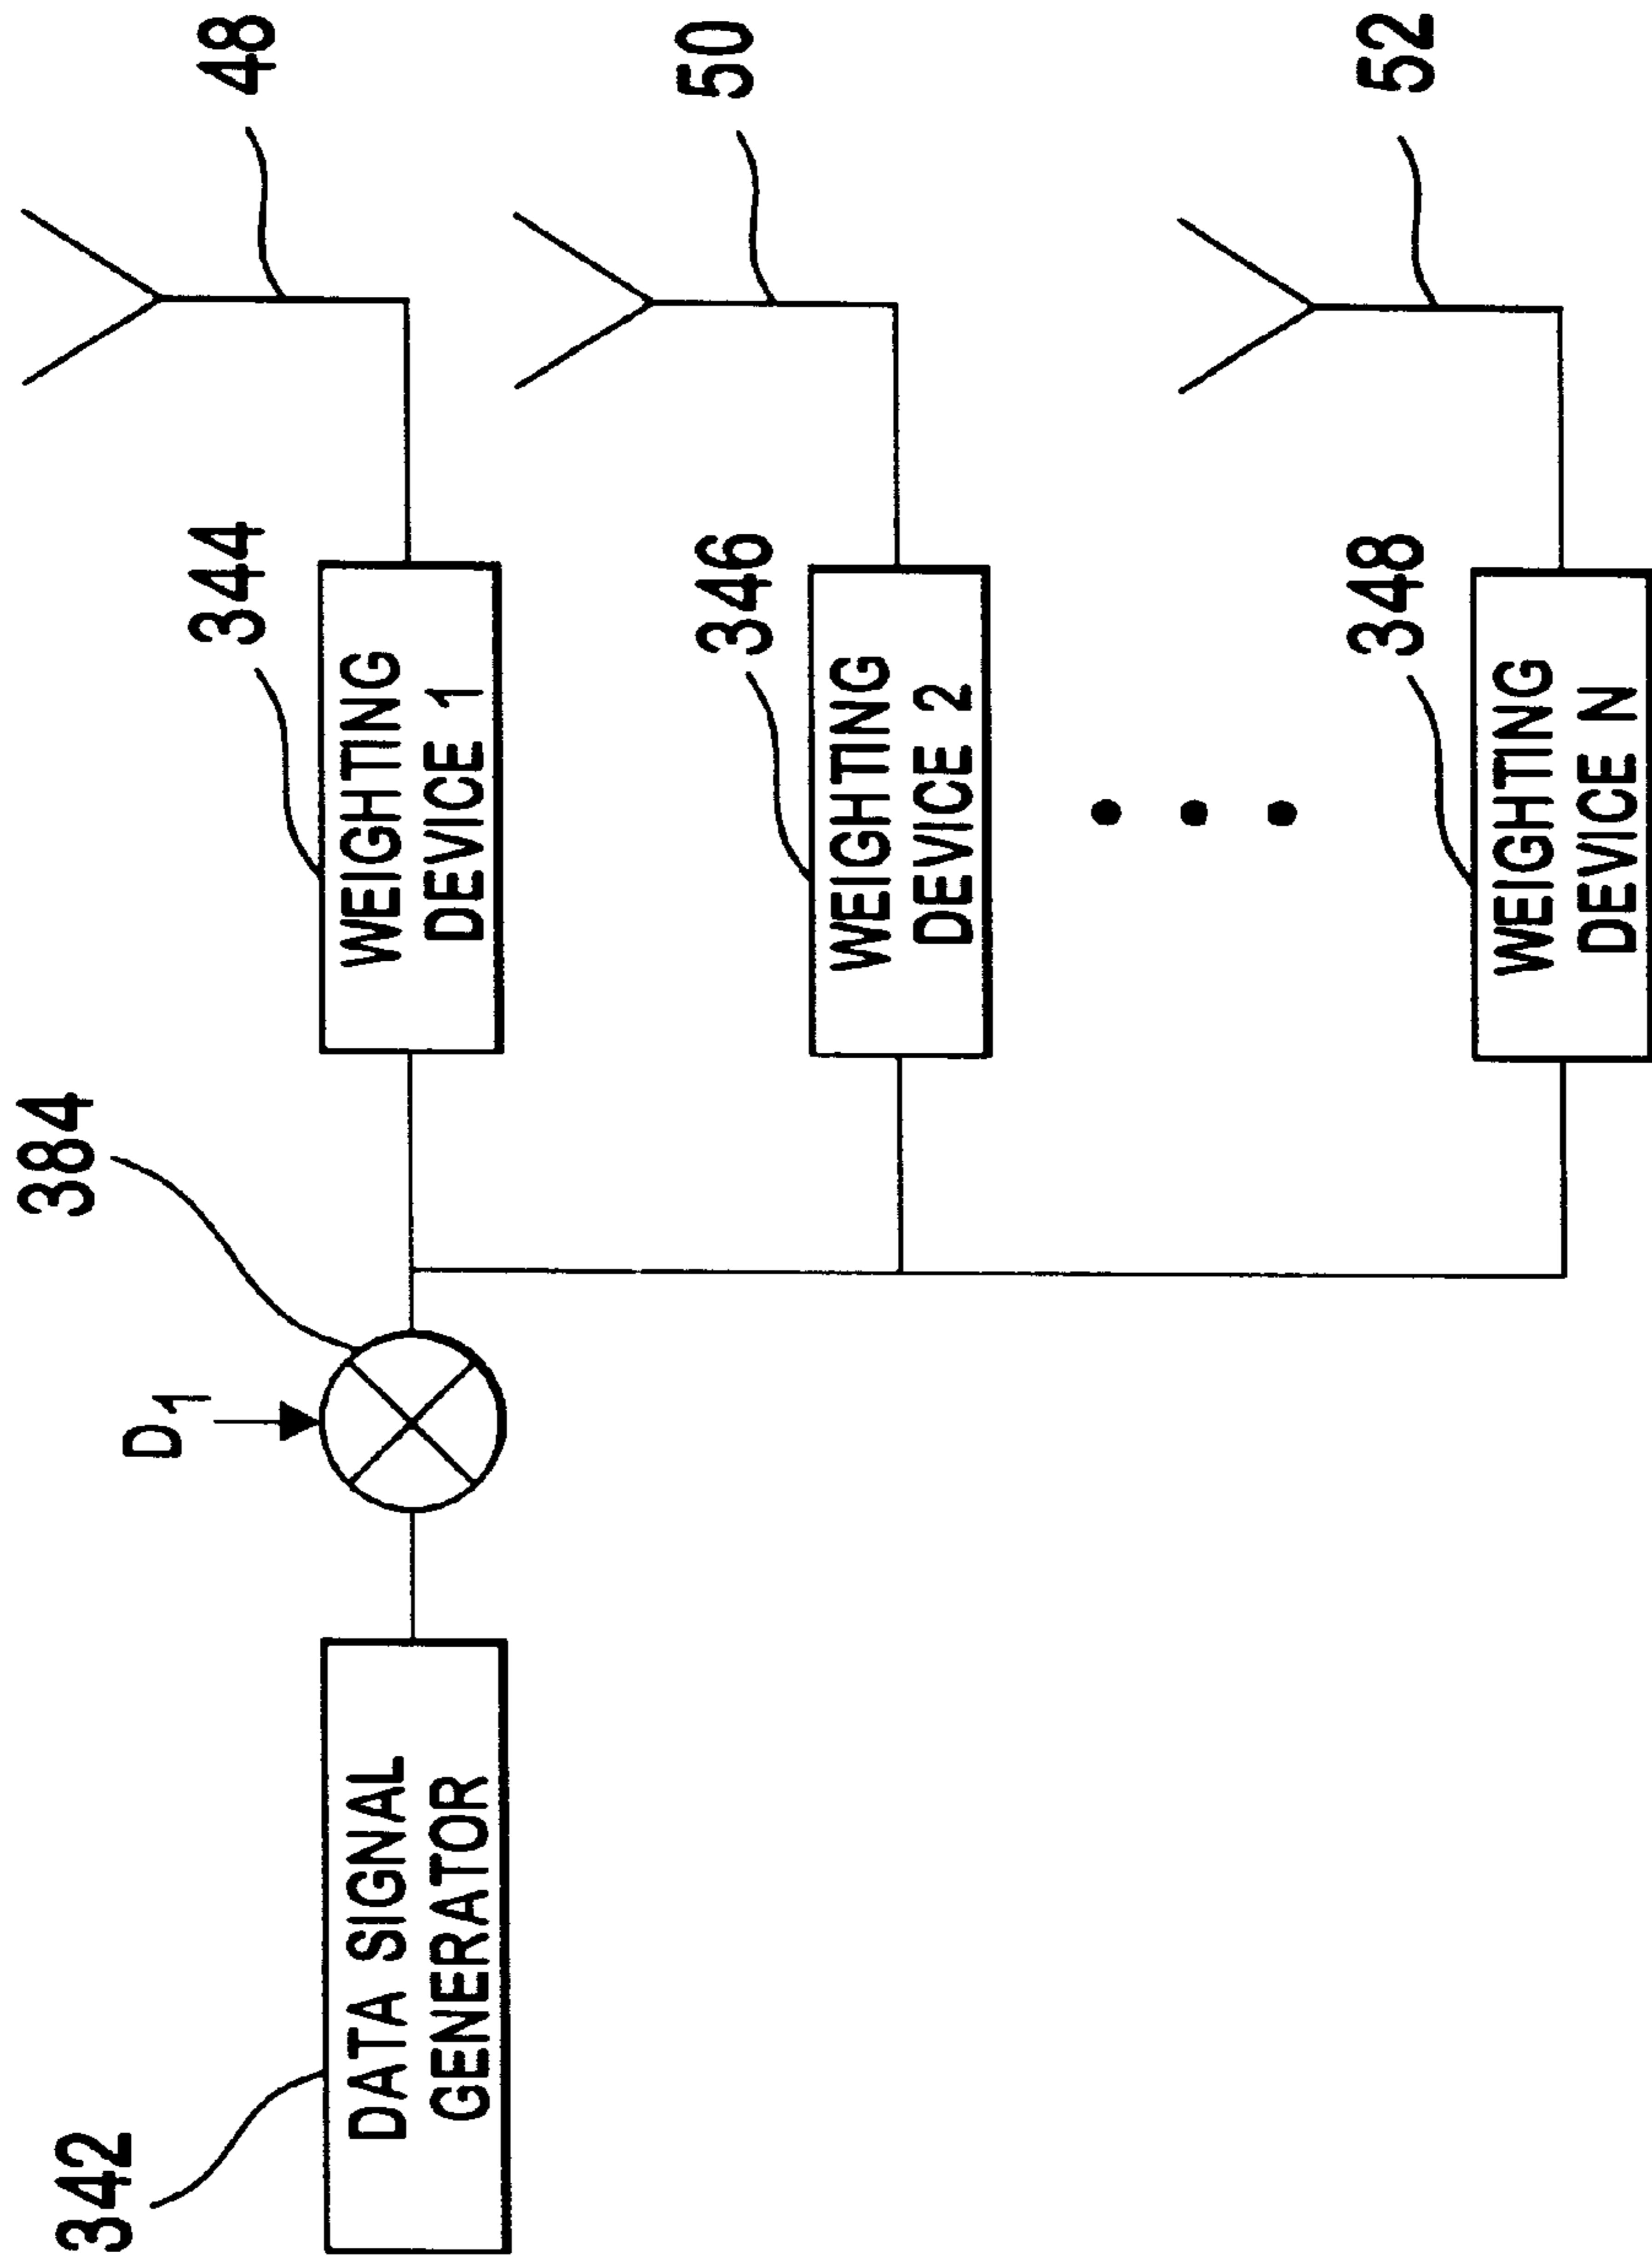 342
DATA SIGNAL
GENERATOR
D1
384
344
WEIGHTING
DEVICE 1
48
346
WEIGHTING
DEVICE 2
50
348
WEIGHTING
DEVICE N
52